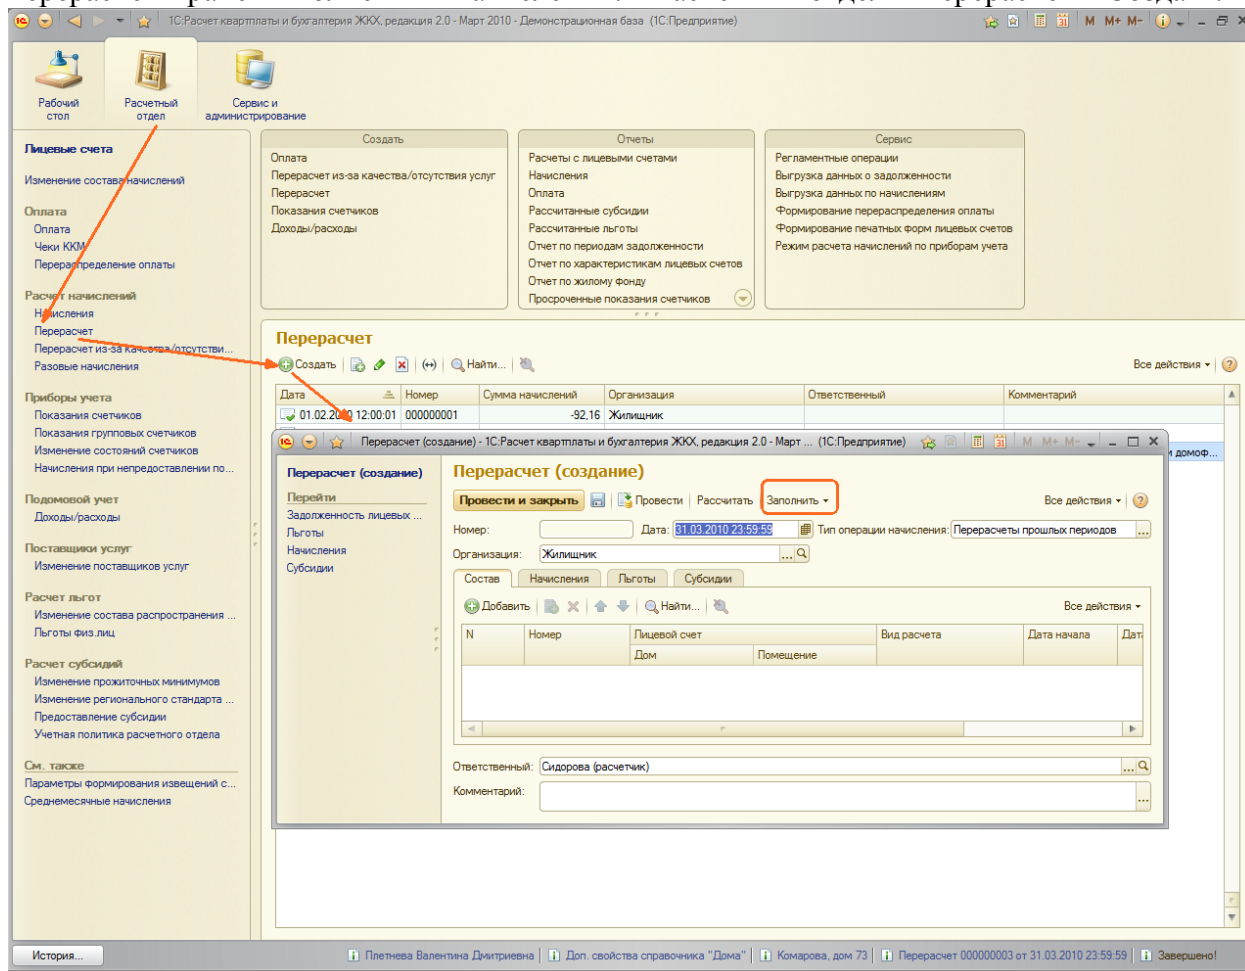 1С:Расчет квартплаты и бухгалтерия ЖКХ, редакция 2.0 - Март 2010 - Демонстрационная база (1С:Предприятие)
M M+ M-
Рабочий стол
Расчетный отдел
Сервис и администрирование
Лицевые счета
Изменение состава начислений
Оплата
Оплата
Чеки ККМ
Перераспределение оплаты
Расчет начислений
Начисления
Перерасчет
Перерасчет из-за качества/отсутстви...
Разовые начисления
Приборы учета
Показания счетчиков
Показания групповых счетчиков
Изменение состояний счетчиков
Начисления при непредоставлении по...
Подомовой учет
Доходы/расходы
Поставщики услуг
Изменение поставщиков услуг
Расчет льгот
Изменение состава распространения ...
Льготы физ.лиц
Расчет субсидий
Изменение прожиточных минимумов
Изменение регионального стандарта ...
Предоставление субсидии
Учетная политика расчетного отдела
См. также
Параметры формирования извещений с...
Среднемесячные начисления
Создать
Оплата
Перерасчет из-за качества/отсутствия услуг
Перерасчет
Показания счетчиков
Доходы/расходы
Отчеты
Расчеты с лицевыми счетами
Начисления
Оплата
Рассчитанные субсидии
Рассчитанные льготы
Отчет по периодам задолженности
Отчет по характеристикам лицевых счетов
Отчет по жилому фонду
Просроченные показания счетчиков
Сервис
Регламентные операции
Выгрузка данных о задолженности
Выгрузка данных по начислениям
Формирование перераспределения оплаты
Формирование печатных форм лицевых счетов
Режим расчета начислений по приборам учета
Перерасчет
Создать Найти... Все действия
Дата Номер Сумма начислений Организация Ответственный Комментарий
01.02.2010 12:00:01 000000001 -92,16 Жилищник
и домоф...
Перерасчет (создание) - 1С:Расчет квартплаты и бухгалтерия ЖКХ, редакция 2.0 - Март ... (1С:Предприятие) M M+ M-
Перерасчет (создание)
Перейти
Задолженность лицевых ...
Льготы
Начисления
Субсидии
Перерасчет (создание)
Провести и закрыть Провести Рассчитать Заполнить Все действия
Номер: Дата: 31.03.2010 23:59:59 Тип операции начисления: Перерасчеты прошлых периодов ...
Организация: Жилищник ...
Состав Начисления Льготы Субсидии
Добавить Найти... Все действия
N Номер Лицевой счет Вид расчета Дата начала Дат
Дом Помещение
Ответственный: Сидорова (расчетчик) ...
Комментарий: ...
История...
Плетнева Валентина Дмитриевна Доп. свойства справочника "Дома" Комарова, дом 73 Перерасчет 000000003 от 31.03.2010 23:59:59 Завершено!